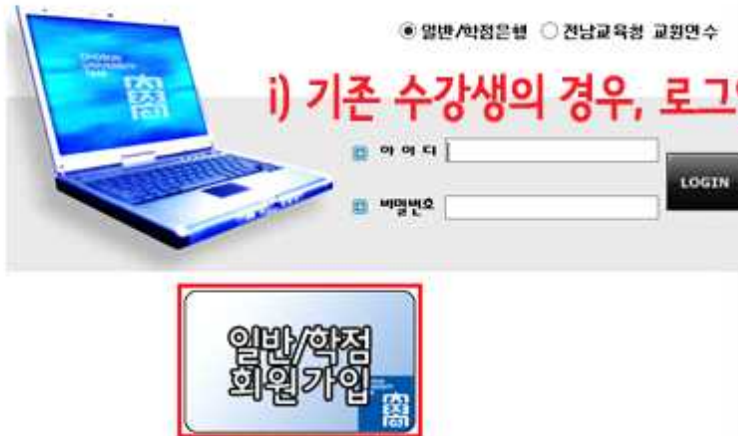 일반/학점은행 전남교육청 교원연수
i) 기존 수강생의 경우, 로그
아이디
LOGIN
비밀번호
일반/학점
회원가입